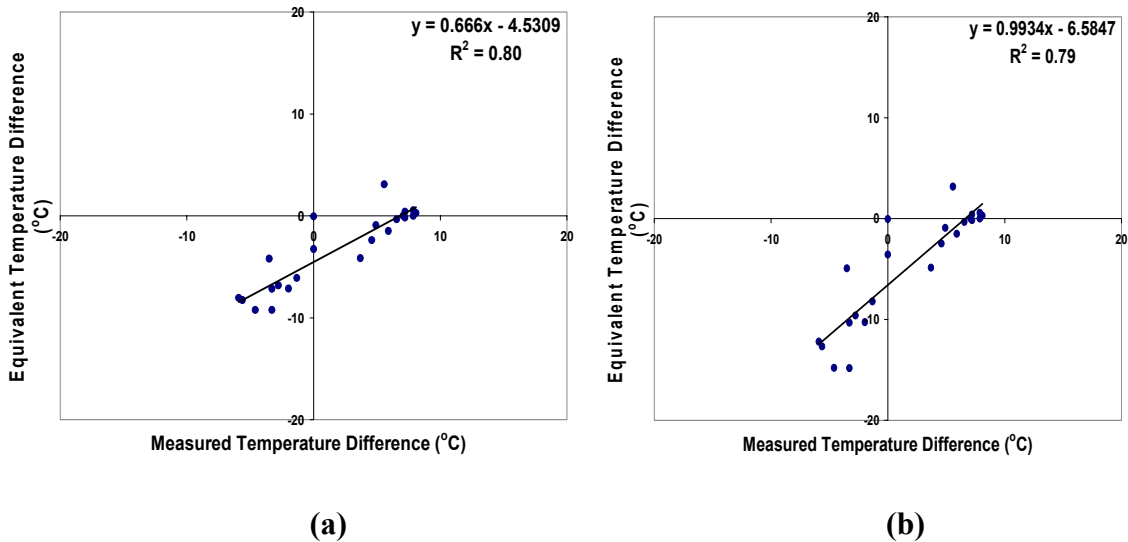 20
y = 0.666x - 4.5309
R² = 0.80
10
0
-20
-10
0
10
20
-10
-20
Equivalent Temperature Difference
(°C)
Measured Temperature Difference (°C)
(a)
20
y = 0.9934x - 6.5847
R² = 0.79
10
0
-20
-10
0
10
20
-10
-20
Equivalent Temperature Difference
(°C)
Measured Temperature Difference (°C)
(b)